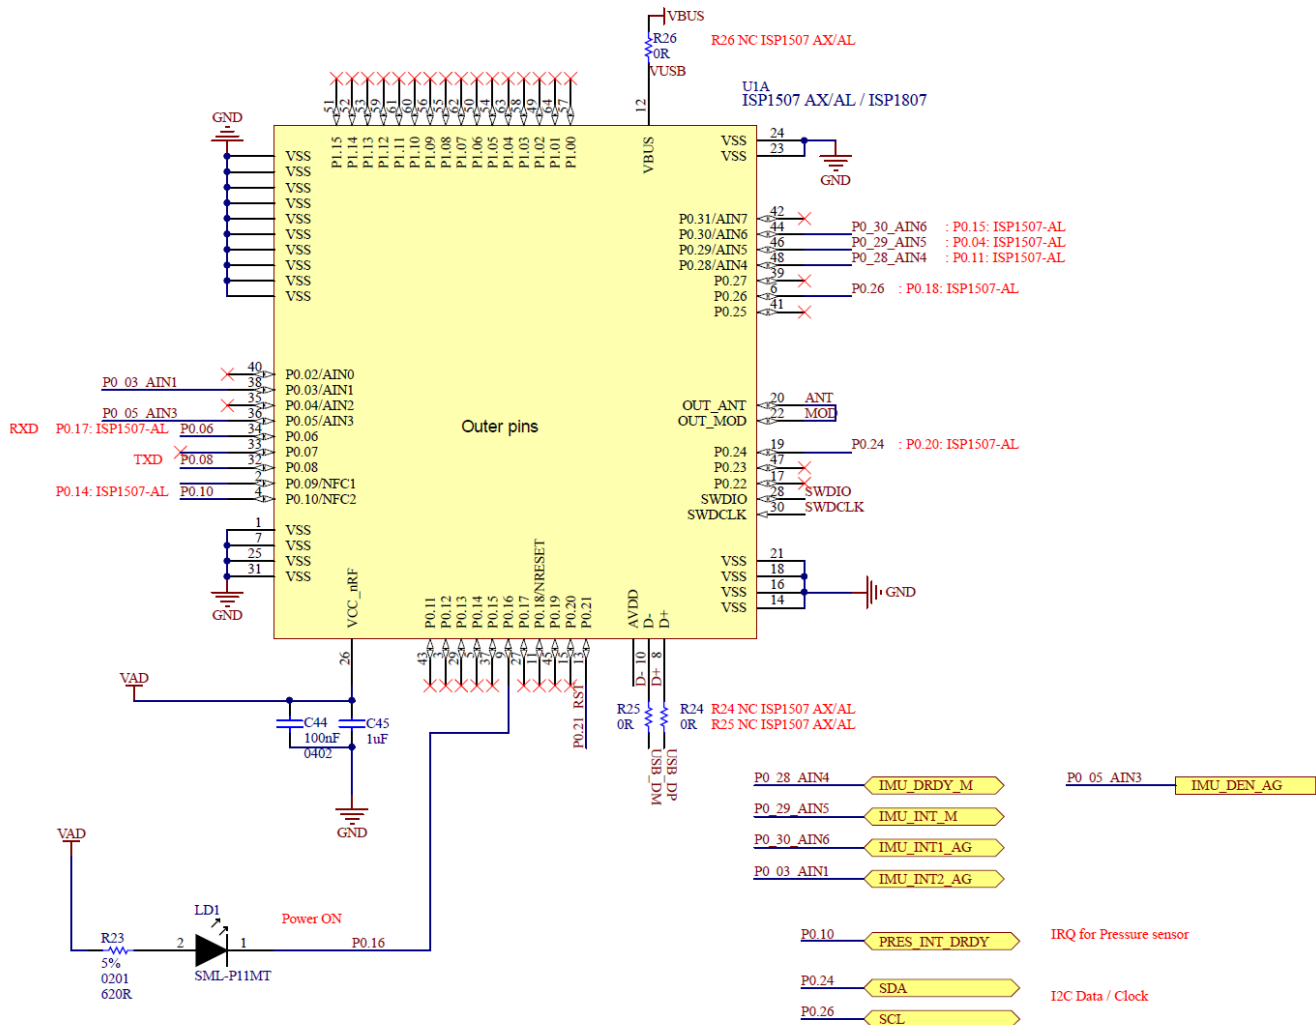 VBUS
R26
0R
R26 NC ISP1507 AX/AL
VUSB
U1A
ISP1507 AX/AL / ISP1807
51 52 53 59 61 60 56 55 62 50 54 63 58 49 64 57
12
P1.15 P1.14 P1.13 P1.12 P1.11 P1.10 P1.09 P1.08 P1.07 P1.06 P1.05 P1.04 P1.03 P1.02 P1.01 P1.00
VBUS
GND
VSS
VSS
VSS
VSS
VSS
VSS
VSS
VSS
VSS
VSS
VSS 24
VSS 23
GND
P0.31/AIN7 42
P0.30/AIN6 44 P0_30_AIN6 : P0.15: ISP1507-AL
P0.29/AIN5 46 P0_29_AIN5 : P0.04: ISP1507-AL
P0.28/AIN4 48 P0_28_AIN4 : P0.11: ISP1507-AL
P0.27 39
P0.26 6 P0.26 : P0.18: ISP1507-AL
P0.25 41
40 P0.02/AIN0
P0_03_AIN1 38 P0.03/AIN1
35 P0.04/AIN2
P0_05_AIN3 36 P0.05/AIN3
RXD P0.17: ISP1507-AL P0.06 34 P0.06
33 P0.07
TXD P0.08 32 P0.08
2 P0.09/NFC1
P0.14: ISP1507-AL P0.10 4 P0.10/NFC2
Outer pins
OUT_ANT 20 ANT
OUT_MOD 22 MOD
P0.24 19 P0.24 : P0.20: ISP1507-AL
P0.23 47
P0.22 17
SWDIO 28 SWDIO
SWDCLK 30 SWDCLK
1 VSS
7 VSS
25 VSS
31 VSS
GND
VSS 21
VSS 18
VSS 16
VSS 14
GND
VCC_nRF
P0.11 P0.12 P0.13 P0.14 P0.15 P0.16 P0.17 P0.18/NRESET P0.19 P0.20 P0.21
AVDD D- D+
26
43 3 29 5 37 9 27 11 45 15 13
10 8
D- D+
P0.21_RST
VAD
C44
100nF
0402
C45
1uF
GND
R25
0R
R24
0R
R24 NC ISP1507 AX/AL
R25 NC ISP1507 AX/AL
USB_DM
USB_DP
P0_28_AIN4 IMU_DRDY_M
P0_29_AIN5 IMU_INT_M
P0_30_AIN6 IMU_INT1_AG
P0_03_AIN1 IMU_INT2_AG
P0_05_AIN3 IMU_DEN_AG
VAD
R23
5%
0201
620R
LD1
2 1
SML-P11MT
Power ON
P0.16
P0.10 PRES_INT_DRDY
IRQ for Pressure sensor
P0.24 SDA
P0.26 SCL
I2C Data / Clock